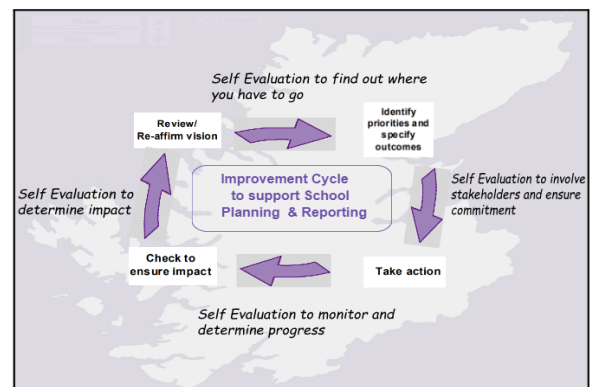 Self Evaluation to find out where
you have to go
Review/
Re-affirm vision
Identify
priorities and
specify
outcomes
Improvement Cycle
to support School
Planning & Reporting
Self Evaluation to
determine impact
Self Evaluation to involve
stakeholders and ensure
commitment
Check to
ensure impact
Take action
Self Evaluation to monitor and
determine progress